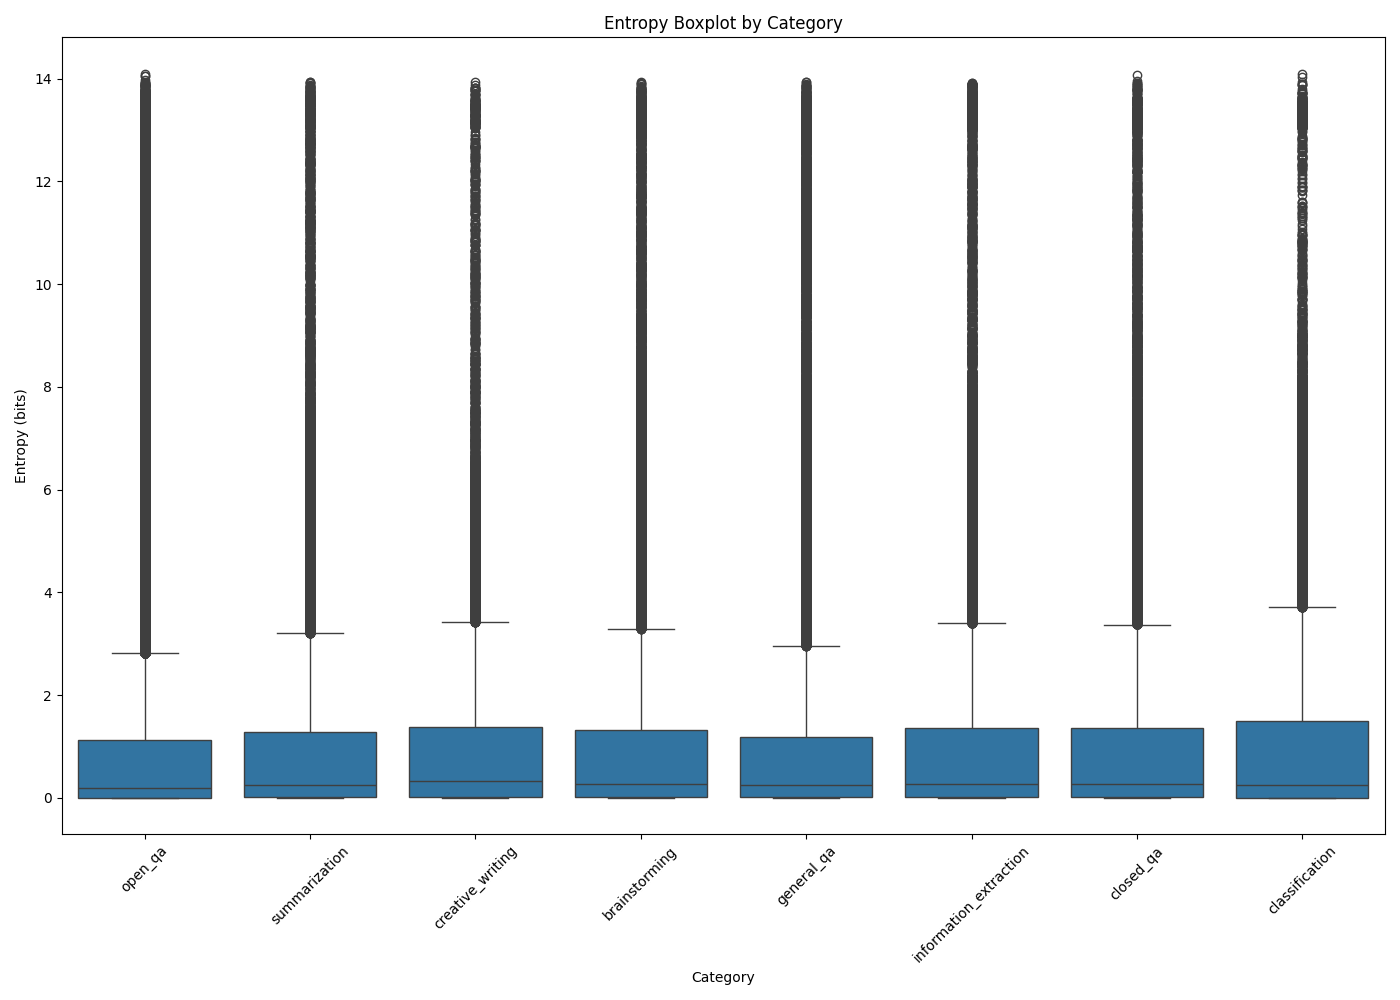 Entropy Boxplot by Category
Entropy (bits)
14
12
10
8
6
4
2
0
open_qa
summarization
creative_writing
brainstorming
general_qa
information_extraction
closed_qa
classification
Category